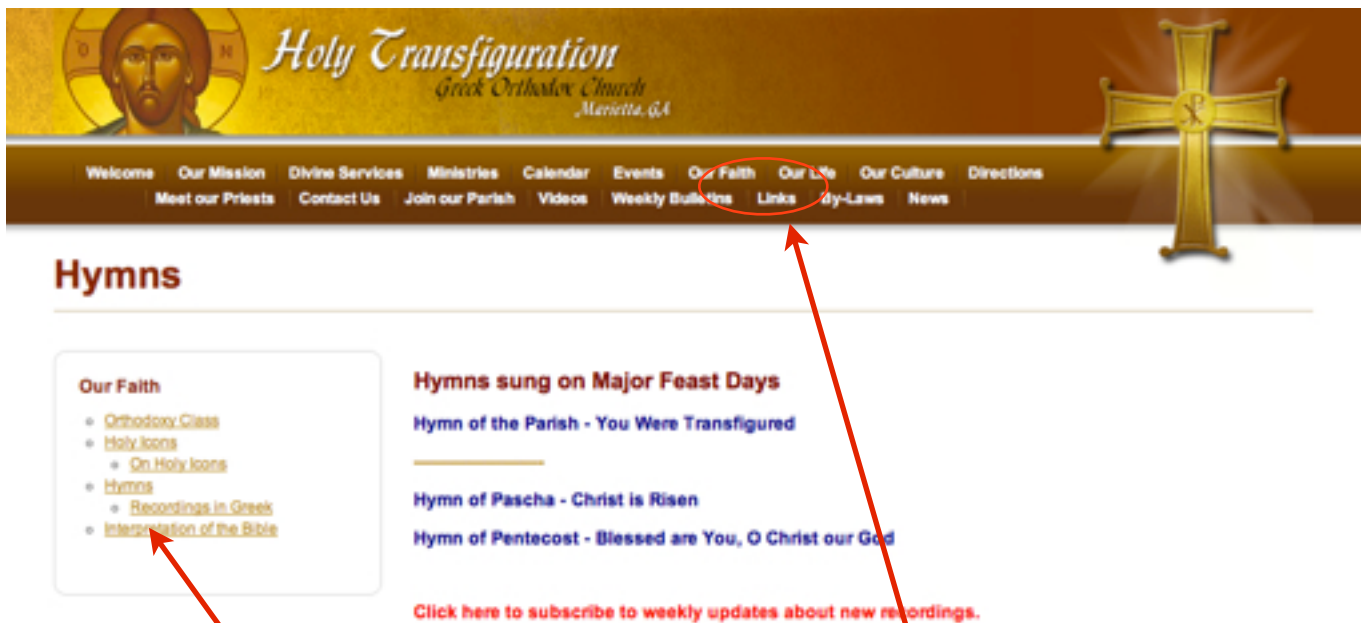 Holy Transfiguration
Greek Orthodox Church
Marietta, GA
Welcome Our Mission Divine Services Ministries Calendar Events Our Faith Our Life Our Culture Directions
Meet our Priests Contact Us Join our Parish Videos Weekly Bulletins Links By-Laws News
Hymns
Our Faith
Orthodoxy Class
Holy Icons
On Holy Icons
Hymns
Recordings in Greek
Interpretation of the Bible
Hymns sung on Major Feast Days
Hymn of the Parish - You Were Transfigured
Hymn of Pascha - Christ is Risen
Hymn of Pentecost - Blessed are You, O Christ our God
Click here to subscribe to weekly updates about new recordings.